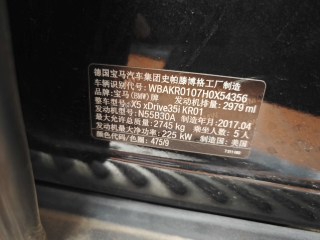 德国宝马汽车集团史帕滕博格工厂制造
车辆识别代号: WBAKR0107H0X54356
品牌: 宝马(BMW)牌 发动机排量: 2979 ml
整车型号: X5 xDrive35i KR01
发动机型号: N55B30A 制造年月: 2017.04
最大允许总质量: 2745 kg 乘坐人数: 5 人
发动机最大净功率: 225 kW 制造国: 美国
颜色代码/色漆: 475/9